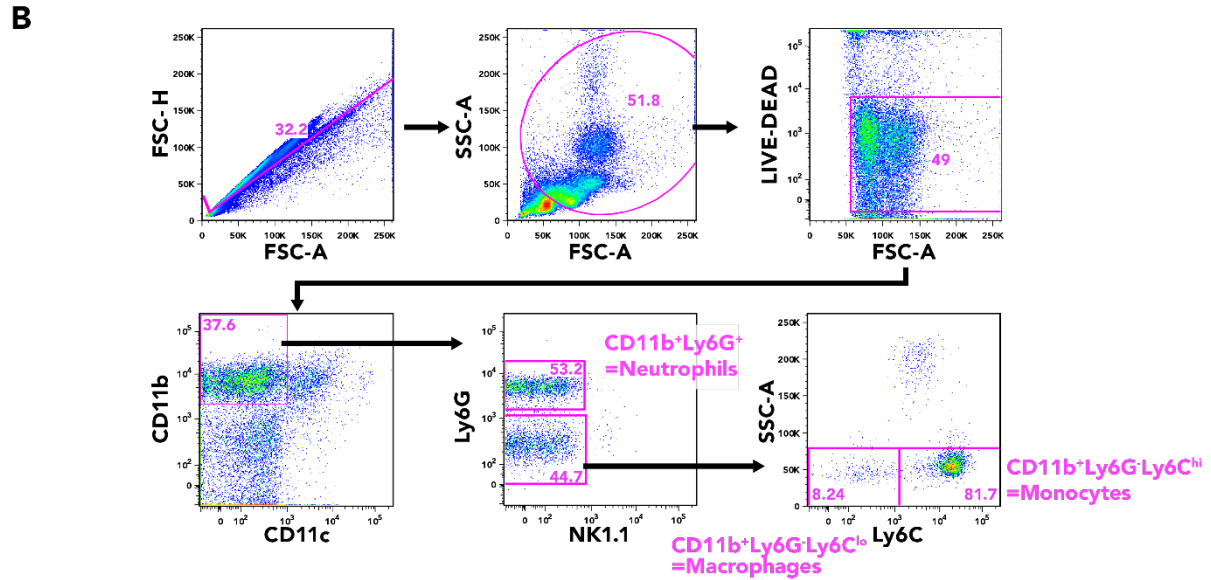 B
250K
200K
150K
100K
50K
0
FSC- H
32.2
0 50K 100K 150K 200K 250K
FSC-A
250K
200K
150K
100K
50K
0
SSC-A
51.8
0 50K 100K 150K 200K 250K
FSC-A
10⁵
10⁴
10³
10²
0
LIVE-DEAD
49
0 50K 100K 150K 200K 250K
FSC-A
37.6
10⁵
10⁴
10³
10²
0
CD11b
0 10² 10³ 10⁴ 10⁵
CD11c
10⁵
10⁴
10³
10²
0
Ly6G
53.2
44.7
CD11b⁺Ly6G⁺
=Neutrophils
0 10² 10³ 10⁴ 10⁵
NK1.1
250K
200K
150K
100K
50K
0
SSC-A
8.24
81.7
CD11b⁺Ly6G⁻Ly6Cʰⁱ
=Monocytes
0 10² 10³ 10⁴ 10⁵
Ly6C
CD11b⁺Ly6G⁻Ly6Cˡᵒ
=Macrophages